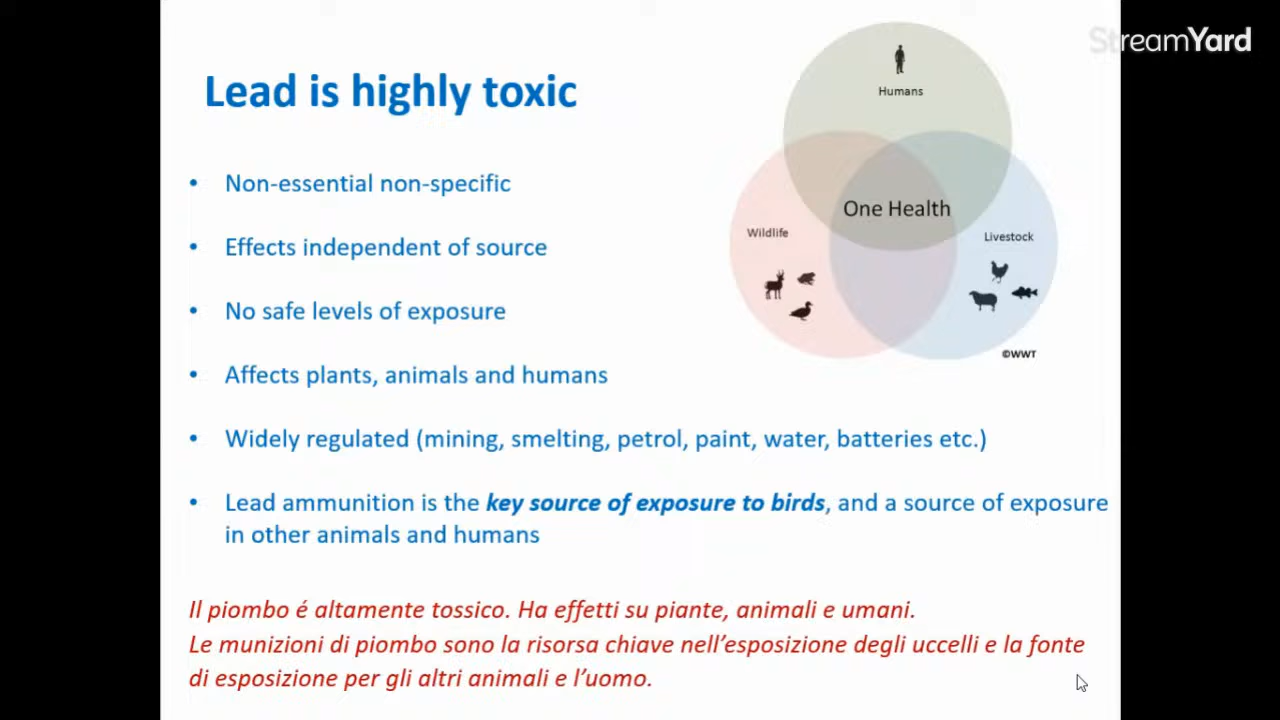 StreamYard
Lead is highly toxic
• Non-essential non-specific
• Effects independent of source
• No safe levels of exposure
• Affects plants, animals and humans
• Widely regulated (mining, smelting, petrol, paint, water, batteries etc.)
• Lead ammunition is the key source of exposure to birds, and a source of exposure
in other animals and humans
Humans
One Health
Wildlife
Livestock
©WWT
Il piombo é altamente tossico. Ha effetti su piante, animali e umani.
Le munizioni di piombo sono la risorsa chiave nell’esposizione degli uccelli e la fonte
di esposizione per gli altri animali e l’uomo.